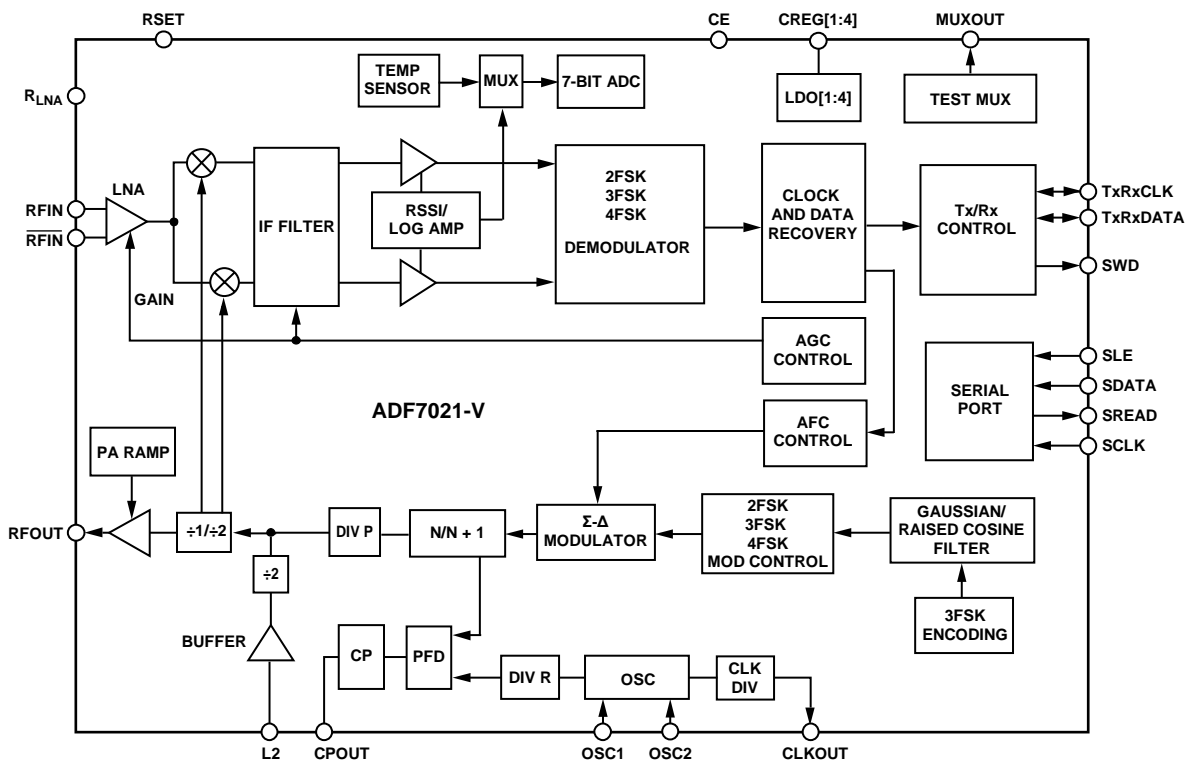 RSET
CE
CREG[1:4]
MUXOUT
TEMP
SENSOR
MUX
7-BIT ADC
LDO[1:4]
TEST MUX
RLNA
LNA
RFIN
RFIN
GAIN
IF FILTER
RSSI/
LOG AMP
2FSK
3FSK
4FSK
DEMODULATOR
CLOCK
AND DATA
RECOVERY
Tx/Rx
CONTROL
TxRxCLK
TxRxDATA
SWD
AGC
CONTROL
SERIAL
PORT
SLE
SDATA
SREAD
SCLK
ADF7021-V
AFC
CONTROL
PA RAMP
RFOUT
÷1/÷2
DIV P
N/N + 1
Σ-Δ
MODULATOR
2FSK
3FSK
4FSK
MOD CONTROL
GAUSSIAN/
RAISED COSINE
FILTER
÷2
3FSK
ENCODING
BUFFER
CP
PFD
DIV R
OSC
CLK
DIV
L2
CPOUT
OSC1
OSC2
CLKOUT